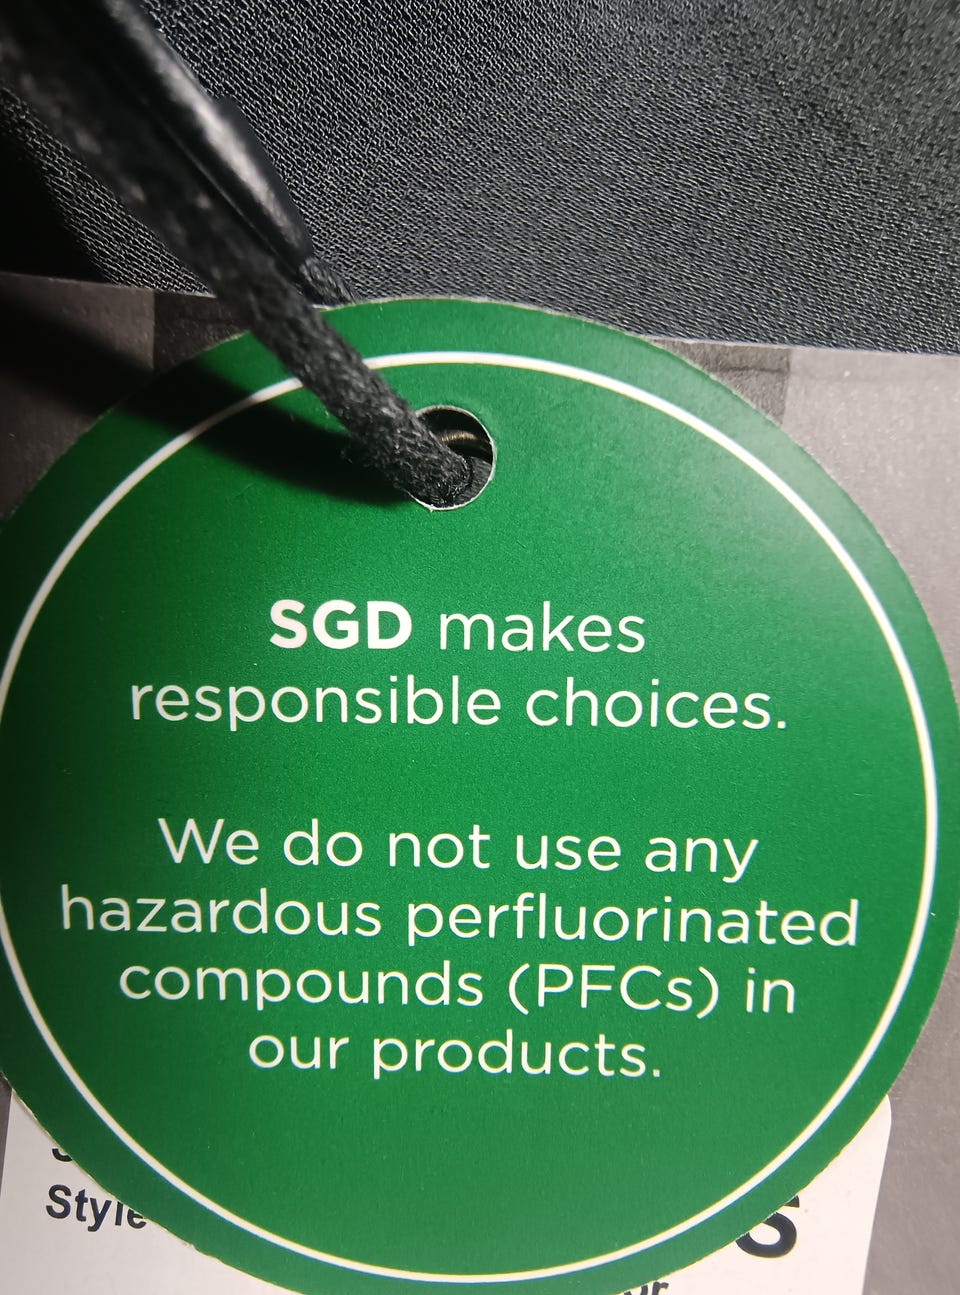 SGD makes
responsible choices.
We do not use any
hazardous perfluorinated
compounds (PFCs) in
our products.
Style
S